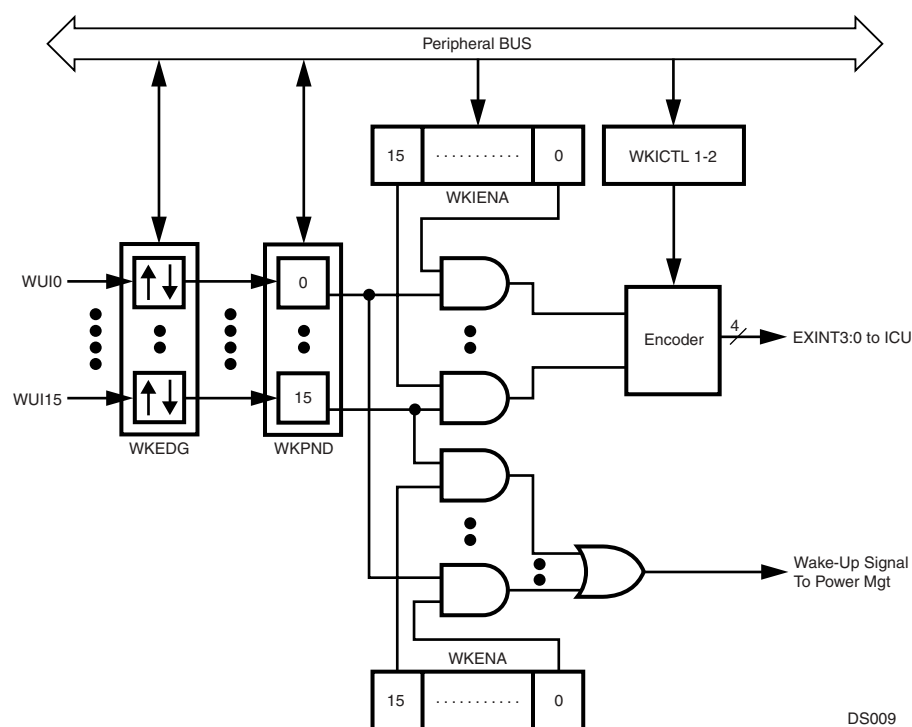 Peripheral BUS
15 ........... 0
WKICTL 1-2
WKIENA
WUI0
0
4
Encoder
EXINT3:0 to ICU
WUI15
15
WKEDG
WKPND
Wake-Up Signal
To Power Mgt
WKENA
15 ........... 0
DS009